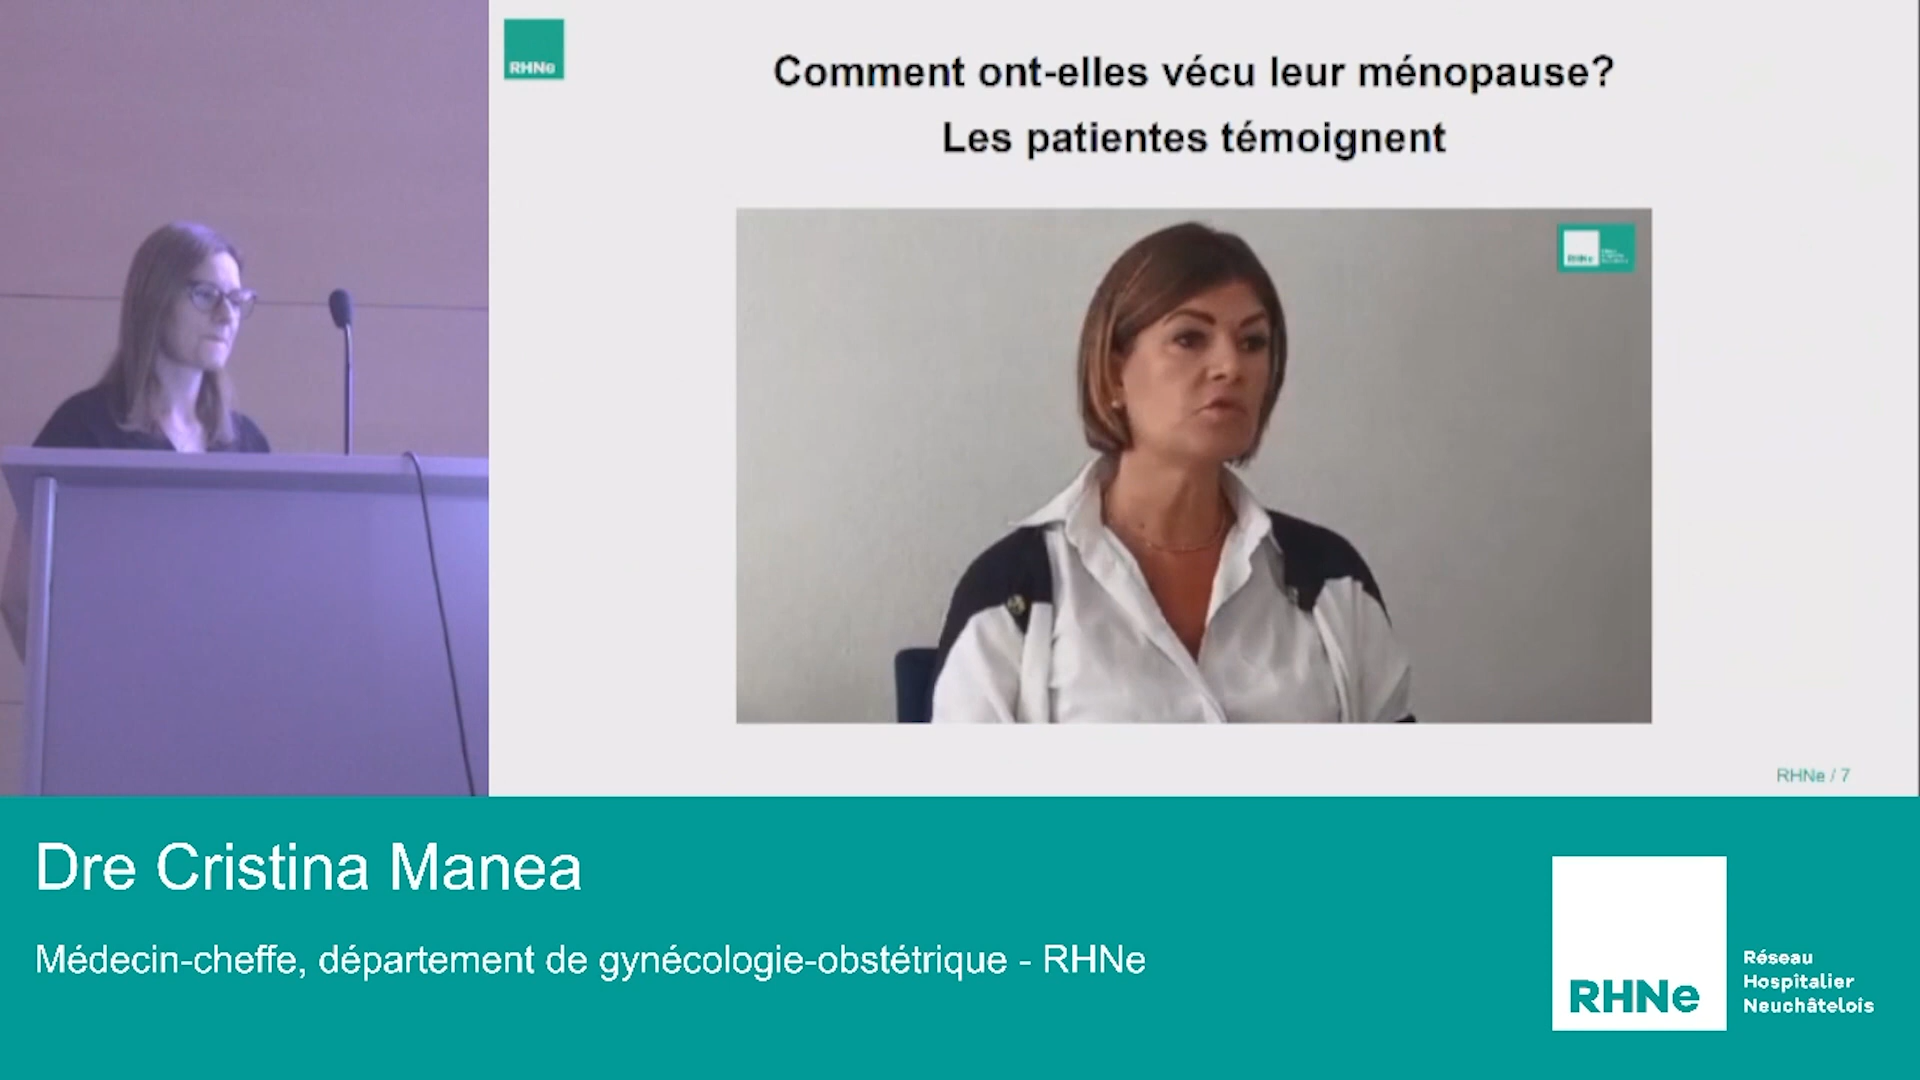 RHNe
Comment ont-elles vécu leur ménopause?
Les patientes témoignent
RHNe
RHNe / 7
Dre Cristina Manea
Médecin-cheffe, département de gynécologie-obstétrique - RHNe
RHNe
Réseau
Hospitalier
Neuchâtelois